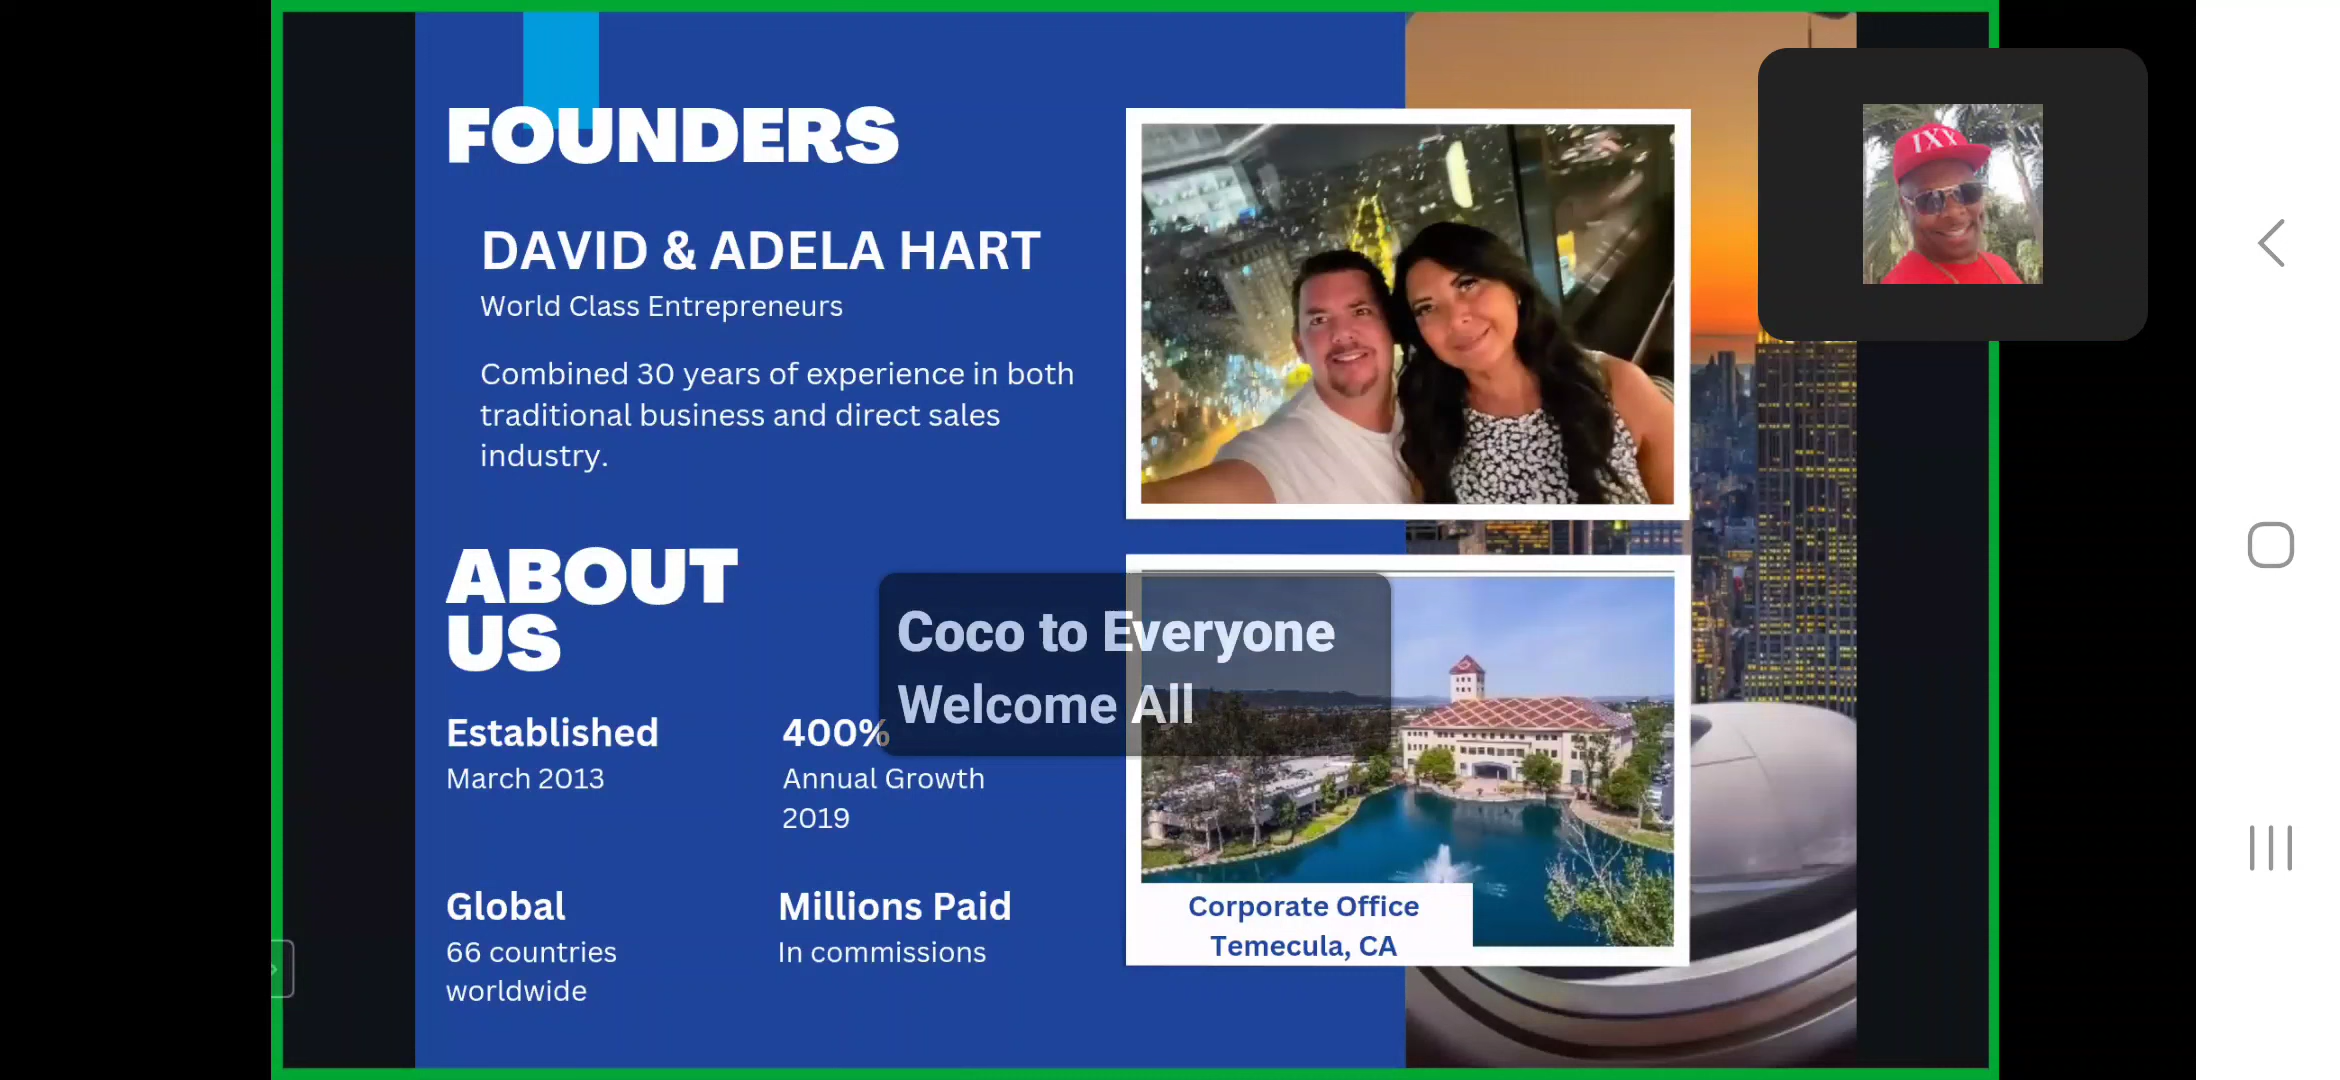 FOUNDERS
DAVID & ADELA HART
World Class Entrepreneurs
Combined 30 years of experience in both
traditional business and direct sales
industry.
ABOUT
US
Established
March 2013
400%
Annual Growth
2019
Global
66 countries
worldwide
Millions Paid
In commissions
Coco to Everyone
Welcome All
Corporate Office
Temecula, CA